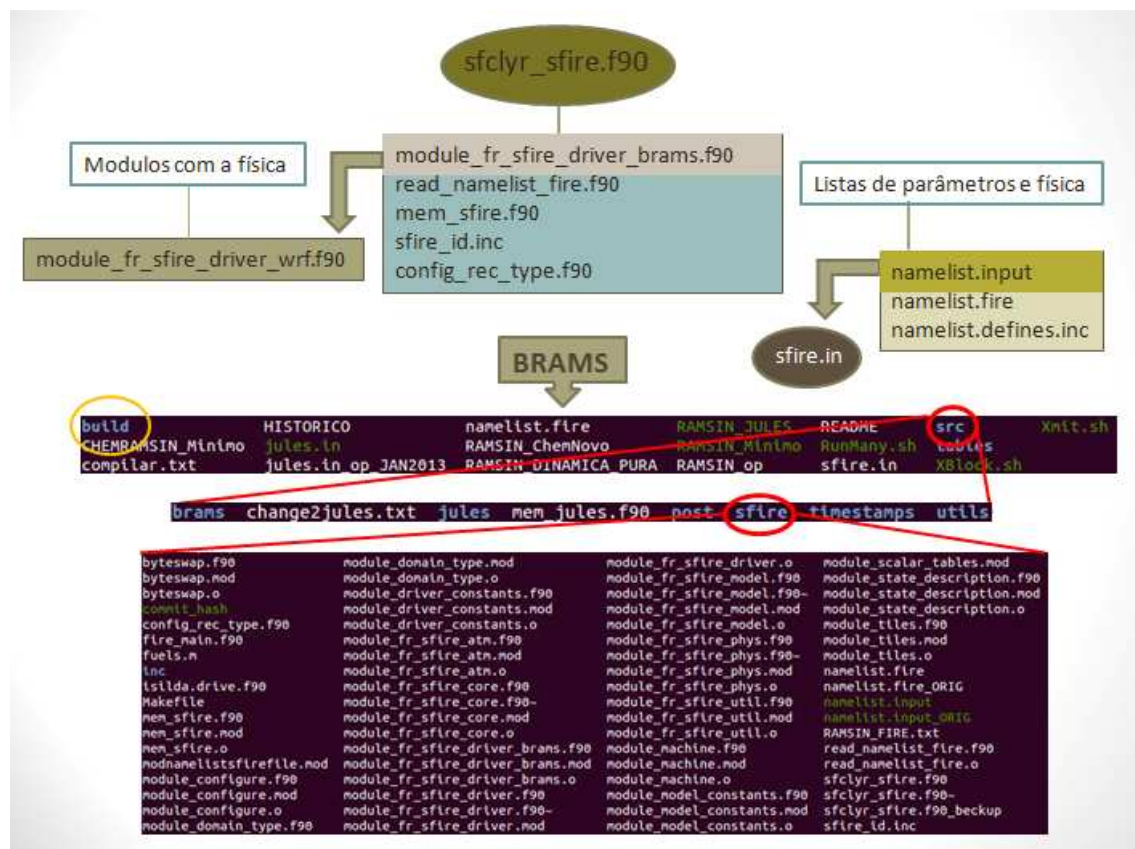 sfclyr_sfire.f90
Modulos com a física
module_fr_sfire_driver_brams.f90
read_namelist_fire.f90
mem_sfire.f90
sfire_id.inc
config_rec_type.f90
module_fr_sfire_driver_wrf.f90
Listas de parâmetros e física
namelist.input
namelist.fire
namelist.defines.inc
sfire.in
BRAMS
build HISTORICO namelist.fire RAMSIN_JULES README src Xmit.sh
CHEMRAMSIN_Minimo jules.in RAMSIN_ChemNovo RAMSIN_Minimo RunMany.sh tables
compilar.txt jules.in_op_JAN2013 RAMSIN_DINAMICA_PURA RAMSIN_op sfire.in XBlock.sh
brams change2jules.txt jules mem_jules.f90 post sfire timestamps utils
byteswap.f90 module_domain_type.mod module_fr_sfire_driver.o module_scalar_tables.mod
byteswap.mod module_domain_type.o module_fr_sfire_model.f90 module_state_description.f90
byteswap.o module_driver_constants.f90 module_fr_sfire_model.f90~ module_state_description.mod
commit_hash module_driver_constants.mod module_fr_sfire_model.mod module_state_description.o
config_rec_type.f90 module_driver_constants.o module_fr_sfire_model.o module_tiles.f90
fire_main.f90 module_fr_sfire_atm.f90 module_fr_sfire_phys.f90 module_tiles.mod
fuels.m module_fr_sfire_atm.mod module_fr_sfire_phys.f90~ module_tiles.o
inc module_fr_sfire_atm.o module_fr_sfire_phys.mod namelist.fire
isilda.drive.f90 module_fr_sfire_core.f90 module_fr_sfire_phys.o namelist.fire_ORIG
Makefile module_fr_sfire_core.f90~ module_fr_sfire_util.f90 namelist.input
mem_sfire.f90 module_fr_sfire_core.mod module_fr_sfire_util.mod namelist.input_ORIG
mem_sfire.mod module_fr_sfire_core.o module_fr_sfire_util.o RAMSIN_FIRE.txt
mem_sfire.o module_fr_sfire_driver_brams.f90 module_machine.f90 read_namelist_fire.f90
modnamelistsfirefile.mod module_fr_sfire_driver_brams.mod module_machine.mod read_namelist_fire.o
module_configure.f90 module_fr_sfire_driver_brams.o module_machine.o sfclyr_sfire.f90
module_configure.mod module_fr_sfire_driver.f90 module_model_constants.f90 sfclyr_sfire.f90~
module_configure.o module_fr_sfire_driver.f90~ module_model_constants.mod sfclyr_sfire.f90_beckup
module_domain_type.f90 module_fr_sfire_driver.mod module_model_constants.o sfire_id.inc